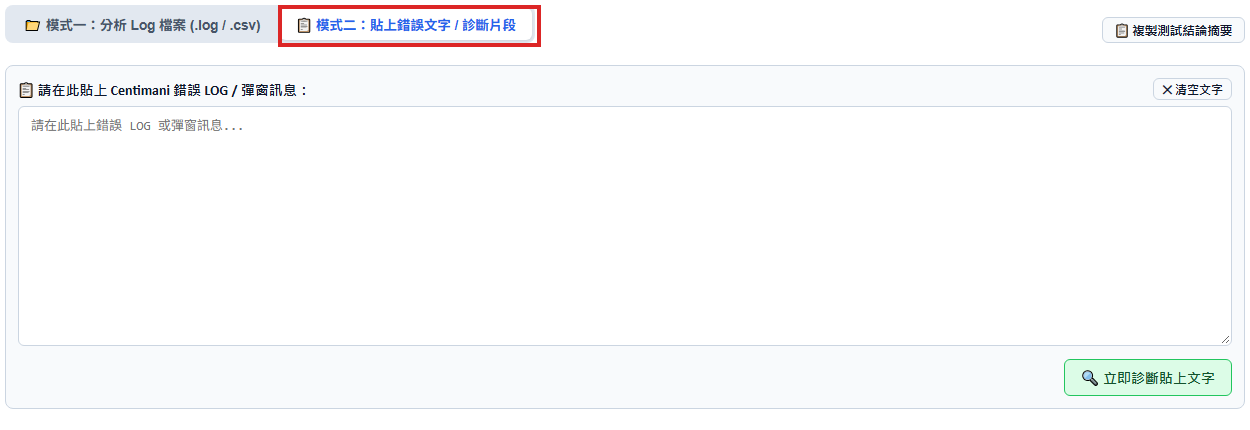 模式一：分析 Log 檔案 (.log / .csv)
模式二：貼上錯誤文字 / 診斷片段
複製測試結論摘要
請在此貼上 Centimani 錯誤 LOG / 彈窗訊息：
✕ 清空文字
請在此貼上錯誤 LOG 或彈窗訊息...
立即診斷貼上文字